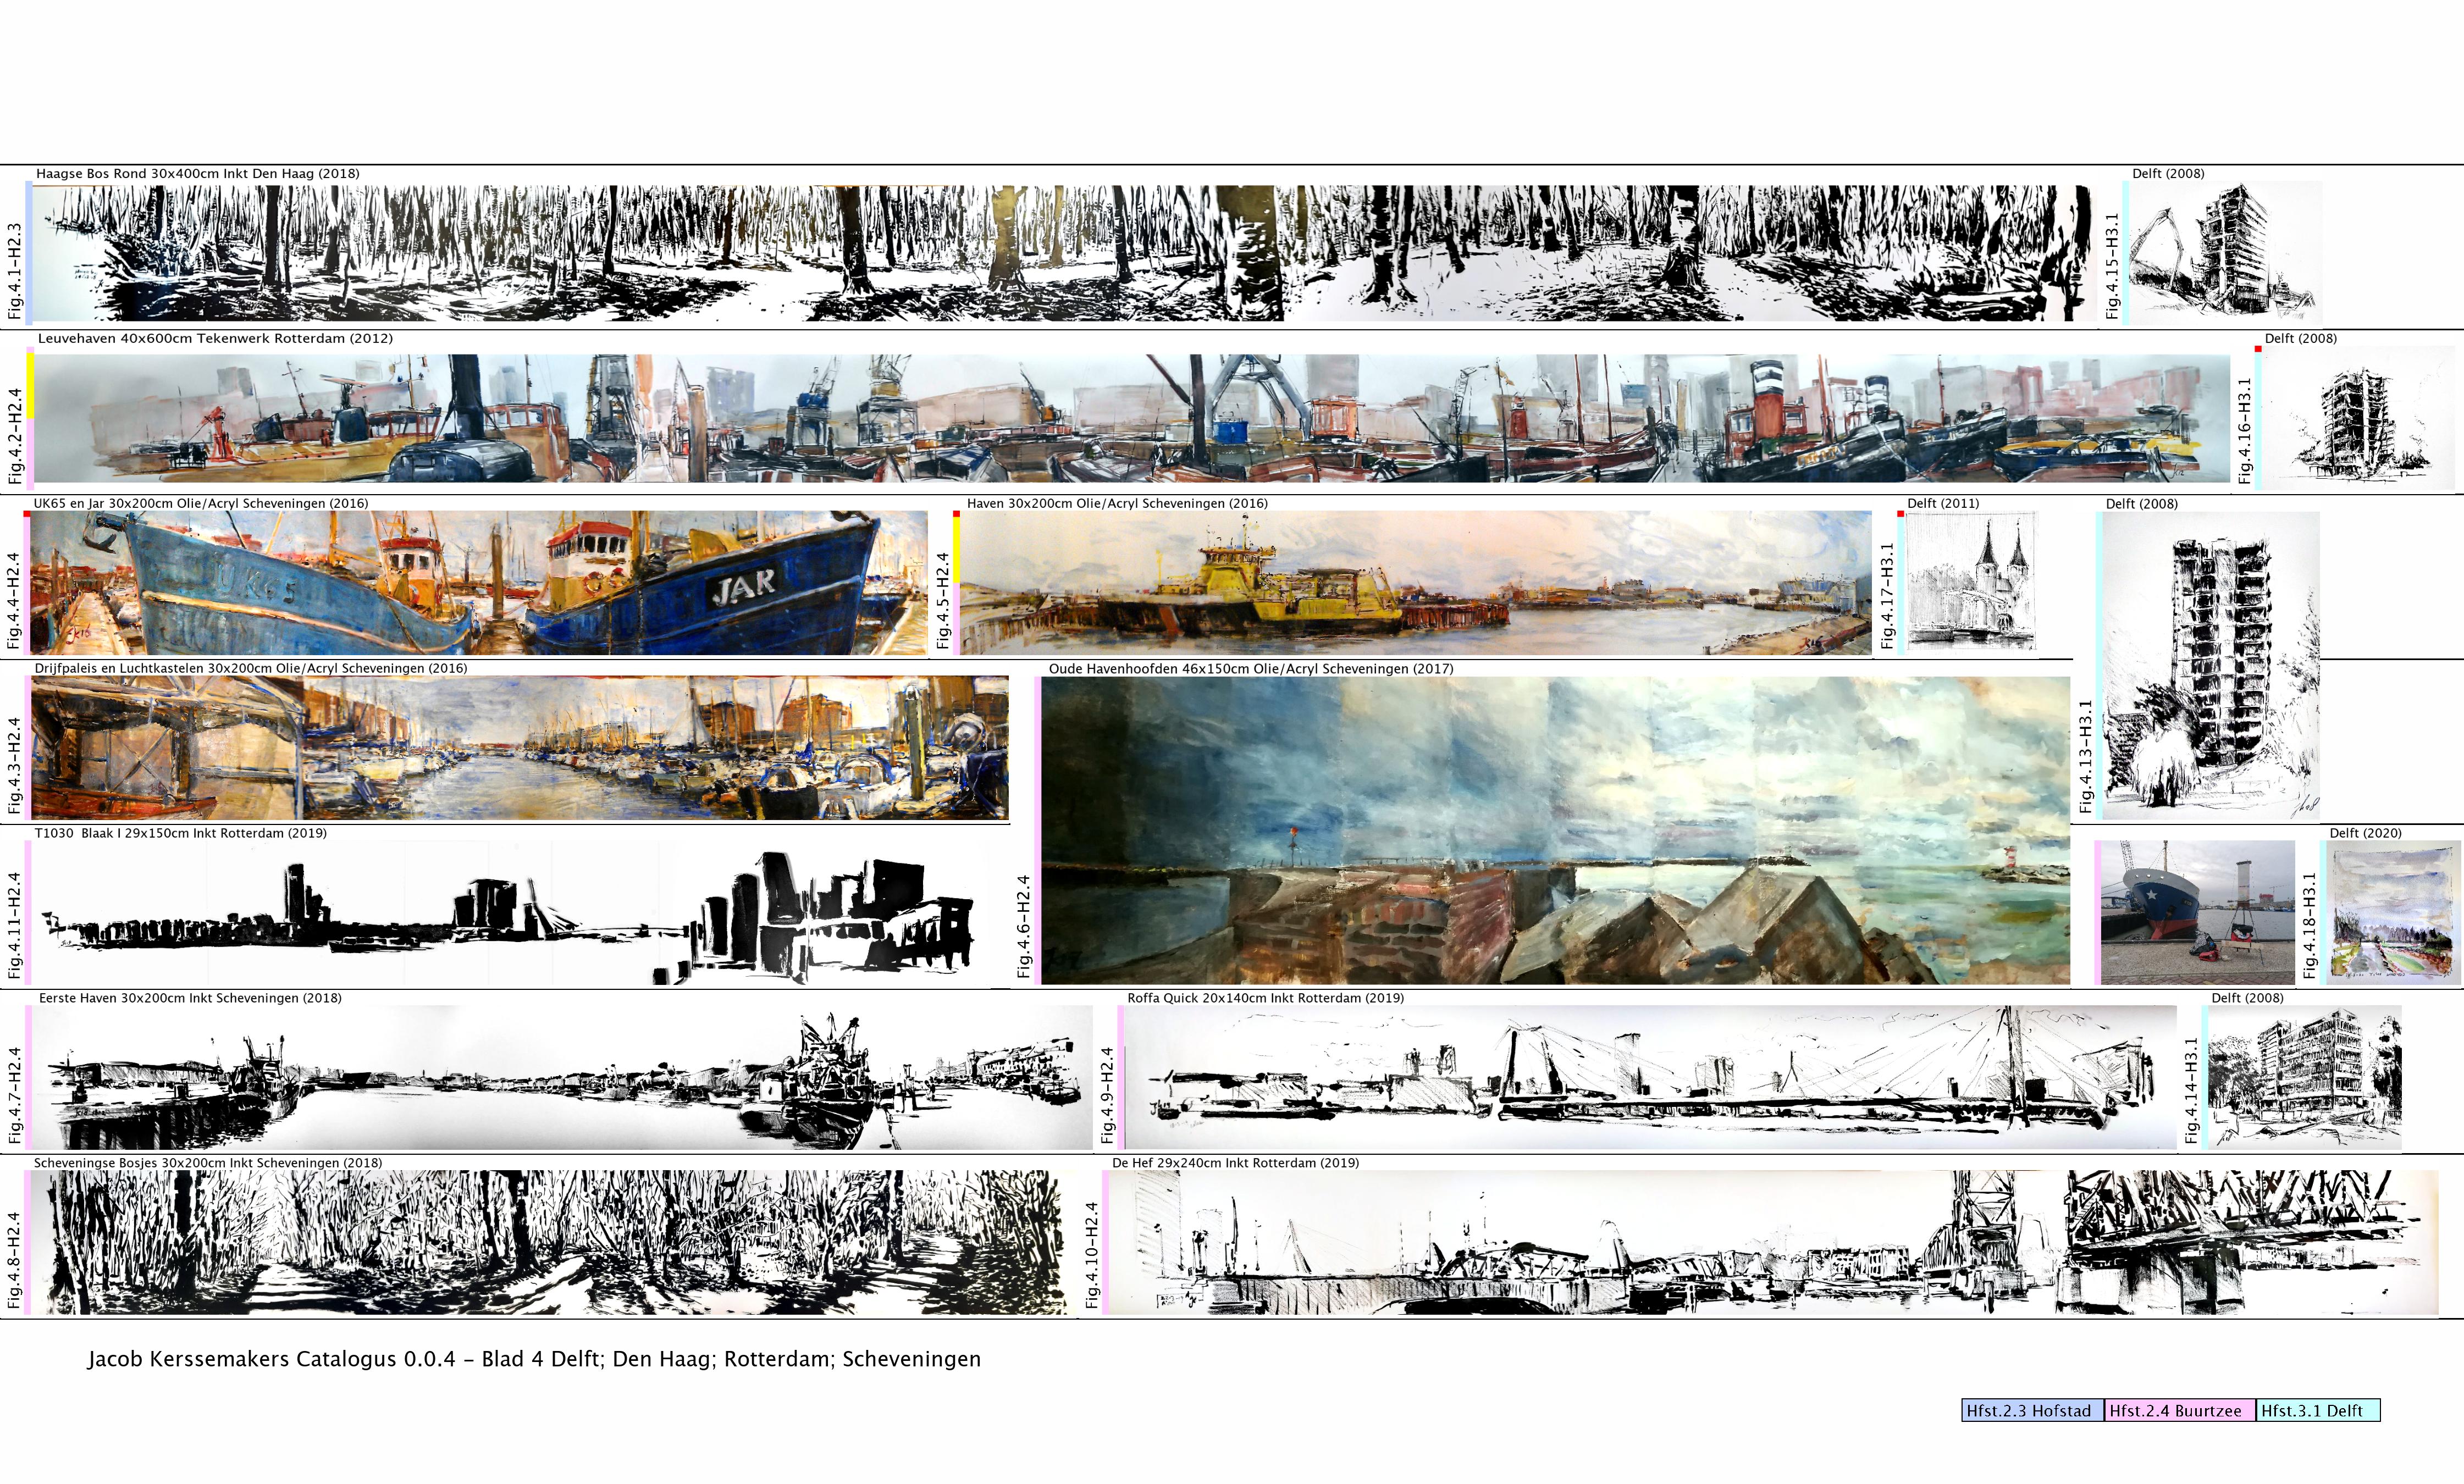 Haagse Bos Rond 30x400cm Inkt Den Haag (2018)
Fig.4.1-H2.3
Delft (2008)
Fig.4.15-H3.1
Leuvehaven 40x600cm Tekenwerk Rotterdam (2012)
Fig.4.2-H2.4
Delft (2008)
Fig.4.16-H3.1
UK65 en Jar 30x200cm Olie/Acryl Scheveningen (2016)
Fig.4.4-H2.4
UK65
JAR
Haven 30x200cm Olie/Acryl Scheveningen (2016)
Fig.4.5-H2.4
Delft (2011)
Fig.4.17-H3.1
Delft (2008)
Fig.4.13-H3.1
Drijfpaleis en Luchtkastelen 30x200cm Olie/Acryl Scheveningen (2016)
Fig.4.3-H2.4
Oude Havenhoofden 46x150cm Olie/Acryl Scheveningen (2017)
Fig.4.6-H2.4
T1030 Blaak I 29x150cm Inkt Rotterdam (2019)
Fig.4.11-H2.4
Delft (2020)
Fig.4.18-H3.1
Eerste Haven 30x200cm Inkt Scheveningen (2018)
Fig.4.7-H2.4
Roffa Quick 20x140cm Inkt Rotterdam (2019)
Fig.4.9-H2.4
Delft (2008)
Fig.4.14-H3.1
Scheveningse Bosjes 30x200cm Inkt Scheveningen (2018)
Fig.4.8-H2.4
De Hef 29x240cm Inkt Rotterdam (2019)
Fig.4.10-H2.4
Jacob Kerssemakers Catalogus 0.0.4 - Blad 4 Delft; Den Haag; Rotterdam; Scheveningen
Hfst.2.3 Hofstad
Hfst.2.4 Buurtzee
Hfst.3.1 Delft